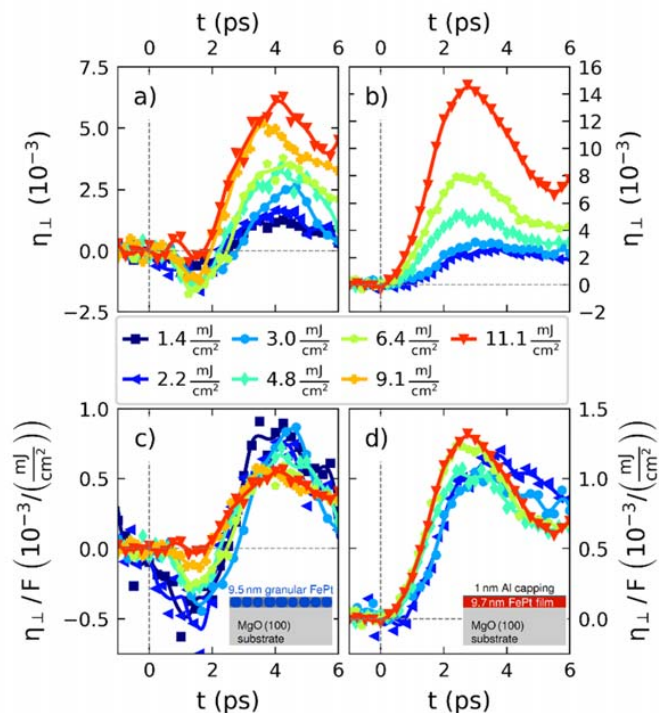 t (ps)
t (ps)
0 2 4 6
0 2 4 6
7.5
5.0
2.5
0.0
−2.5
η⊥ (10⁻³)
a)
b)
16
14
12
10
8
6
4
2
0
−2
η⊥ (10⁻³)
1.4 mJ/cm² 3.0 mJ/cm² 6.4 mJ/cm² 11.1 mJ/cm²
2.2 mJ/cm² 4.8 mJ/cm² 9.1 mJ/cm²
1.0
0.5
0.0
−0.5
η⊥ / F (10⁻³/(mJ/cm²))
c)
9.5 nm granular FePt
MgO (100)
substrate
d)
1 nm Al capping
9.7 nm FePt film
MgO (100)
substrate
1.5
1.0
0.5
0.0
η⊥ / F (10⁻³/(mJ/cm²))
0 2 4 6
0 2 4 6
t (ps)
t (ps)